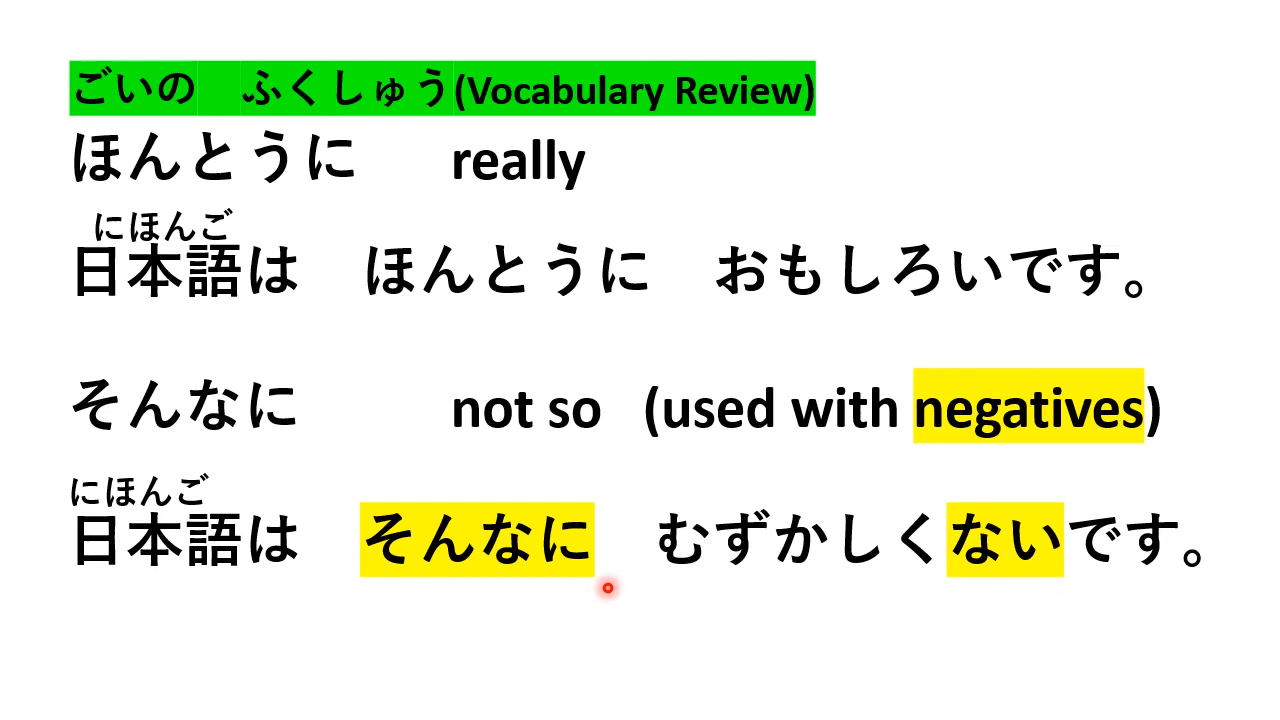 ごいの　ふくしゅう(Vocabulary Review)
ほんとうに　really
にほんご
日本語は　ほんとうに　おもしろいです。
そんなに　not so (used with negatives)
にほんご
日本語は　そんなに　むずかしくないです。